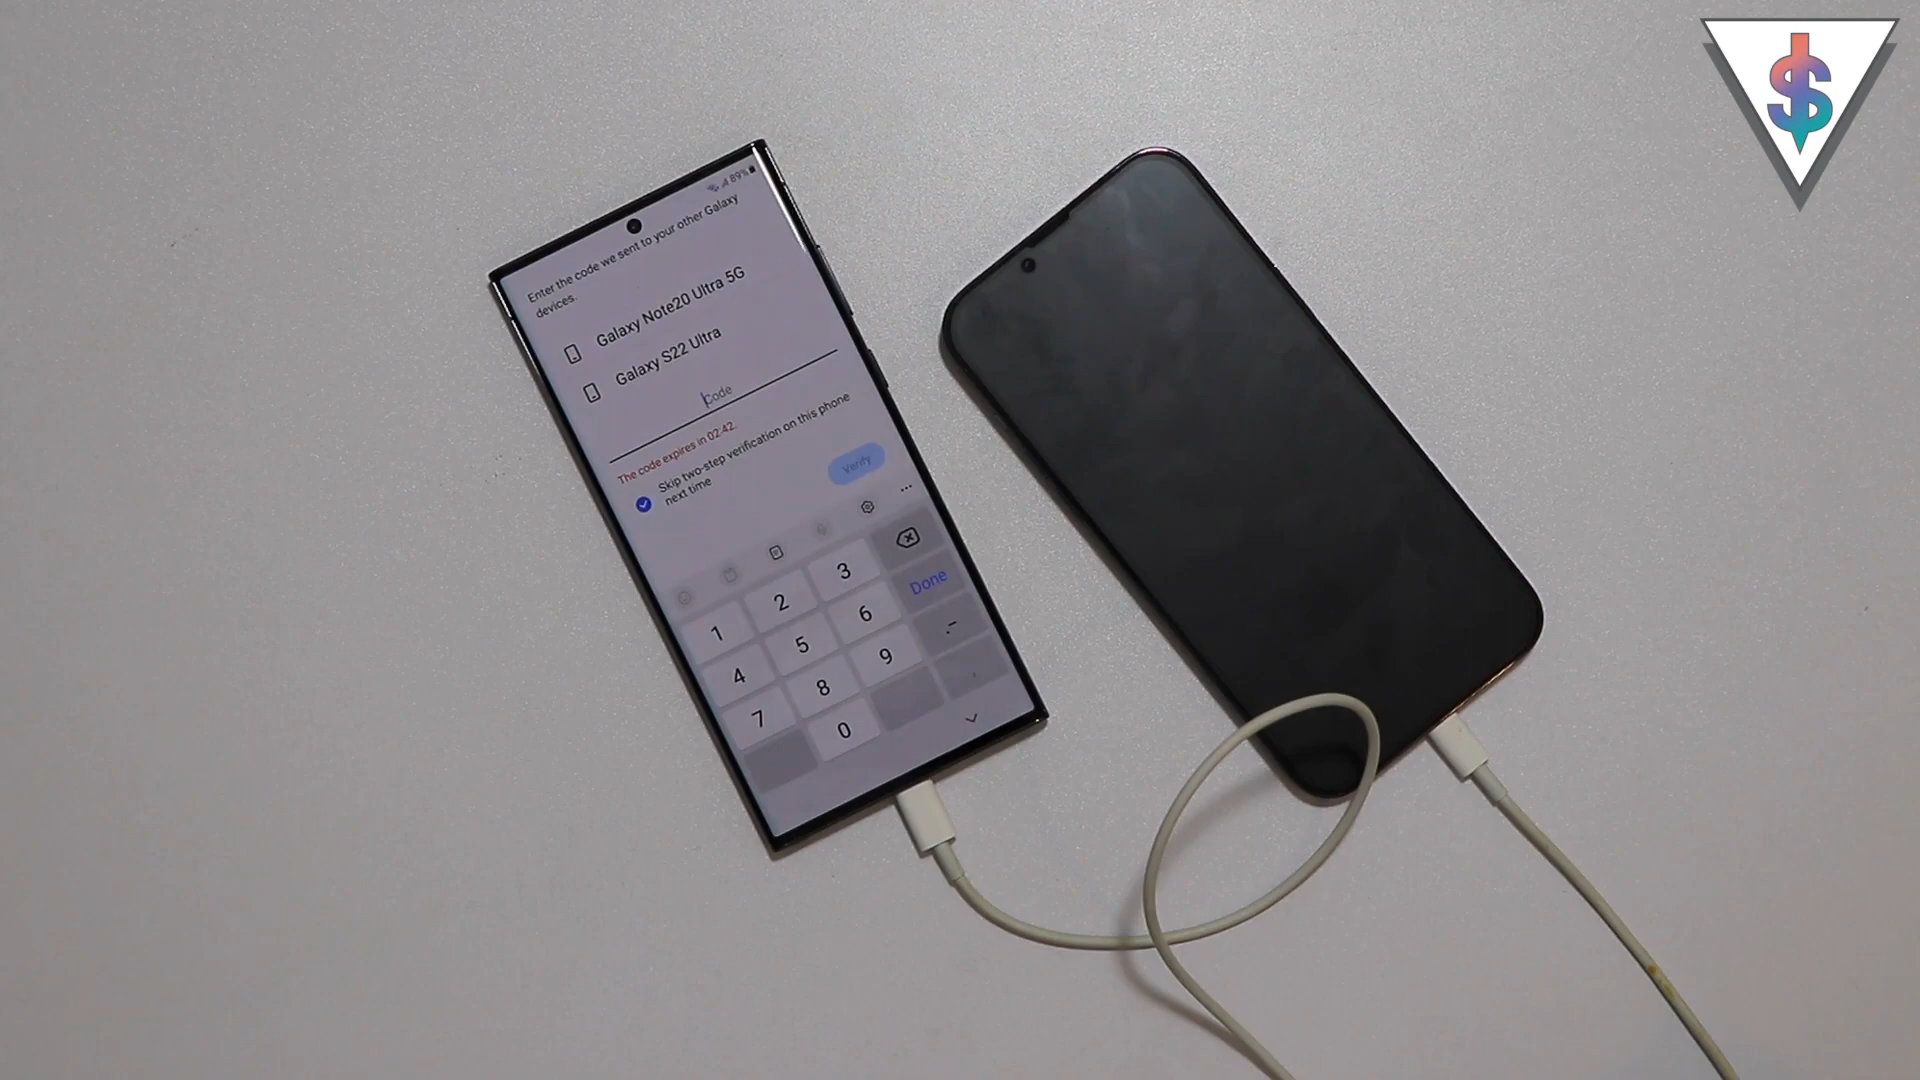 89%
Enter the code we sent to your other Galaxy
devices.
Galaxy Note20 Ultra 5G
Galaxy S22 Ultra
Code
The code expires in 02:42.
Skip two-step verification on this phone
next time
Verify
1 2 3
4 5 6 Done
7 8 9 .-
0 ,
$